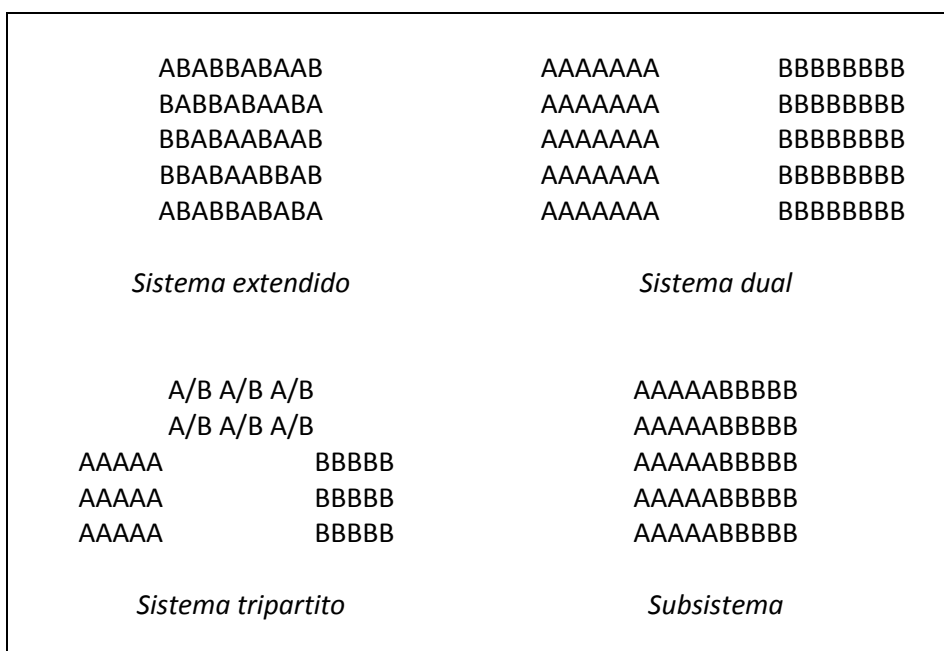 ABABBABAAB
BABBABAABA
BBABAABAAB
BBABAABBAB
ABABBABABA
Sistema extendido
AAAAAAA BBBBBBBB
AAAAAAA BBBBBBBB
AAAAAAA BBBBBBBB
AAAAAAA BBBBBBBB
AAAAAAA BBBBBBBB
Sistema dual
A/B A/B A/B
A/B A/B A/B
AAAAA BBBBB
AAAAA BBBBB
AAAAA BBBBB
Sistema tripartito
AAAAABBBBB
AAAAABBBBB
AAAAABBBBB
AAAAABBBBB
AAAAABBBBB
Subsistema